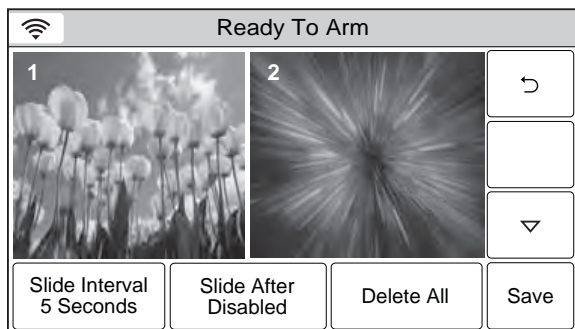 Ready To Arm
1
2
Slide Interval
5 Seconds
Slide After
Disabled
Delete All
Save